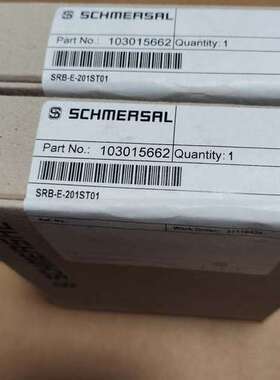 SCHMERSAL
Part No.: 103015662 Quantity: 1
SRB-E-201ST01
SCHMERSAL
Part No.: 103015662 Quantity: 1
SRB-E-201ST01